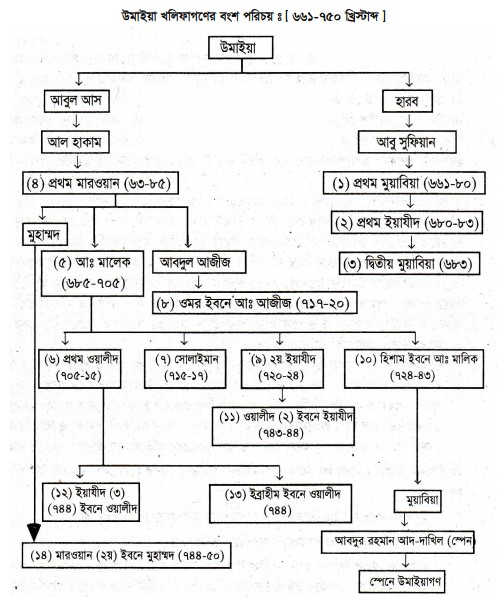 উমাইয়া খলিফাগণের বংশ পরিচয় ঃ [ ৬৬১-৭৫০ খ্রিস্টাব্দ ]
উমাইয়া
আবুল আস
হারব
আল হাকাম
আবু সুফিয়ান
(৪) প্রথম মারওয়ান (৬৩-৮৫)
(১) প্রথম মুয়াবিয়া (৬৬১-৮০)
মুহাম্মদ
(২) প্রথম ইয়াযীদ (৬৮০-৮৩)
(৫) আঃ মালেক
(৬৮৫-৭০৫)
আবদুল আজীজ
(৩) দ্বিতীয় মুয়াবিয়া (৬৮৩)
(৮) ওমর ইবনে আঃ আজীজ (৭১৭-২০)
(৬) প্রথম ওয়ালীদ
(৭০৫-১৫)
(৭) সোলাইমান
(৭১৫-১৭)
(৯) ২য় ইয়াযীদ
(৭২০-২৪)
(১০) হিশাম ইবনে আঃ মালিক
(৭২৪-৪৩)
(১১) ওয়ালীদ (২) ইবনে ইয়াযীদ
(৭৪৩-৪৪)
(১২) ইয়াযীদ (৩)
(৭৪৪) ইবনে ওয়ালীদ
(১৩) ইব্রাহীম ইবনে ওয়ালীদ
(৭৪৪)
মুয়াবিয়া
(১৪) মারওয়ান (২য়) ইবনে মুহাম্মদ (৭৪৪-৫০)
আবদুর রহমান আদ-দাখিল (স্পেন)
স্পেনে উমাইয়াগণ